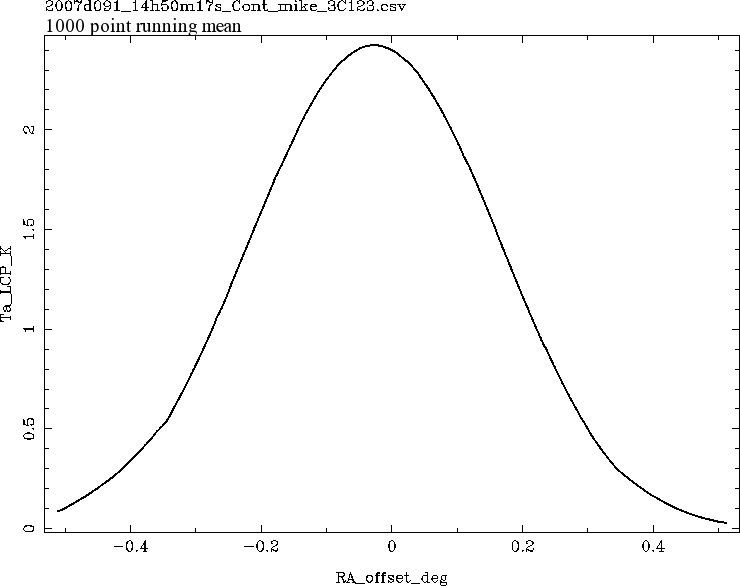 2007d091_14h50m17s_Cont_mike_3C123.csv
1000 point running mean
Ta_LCP_K
2
1.5
1
0.5
0
-0.4 -0.2 0 0.2 0.4
RA_offset_deg